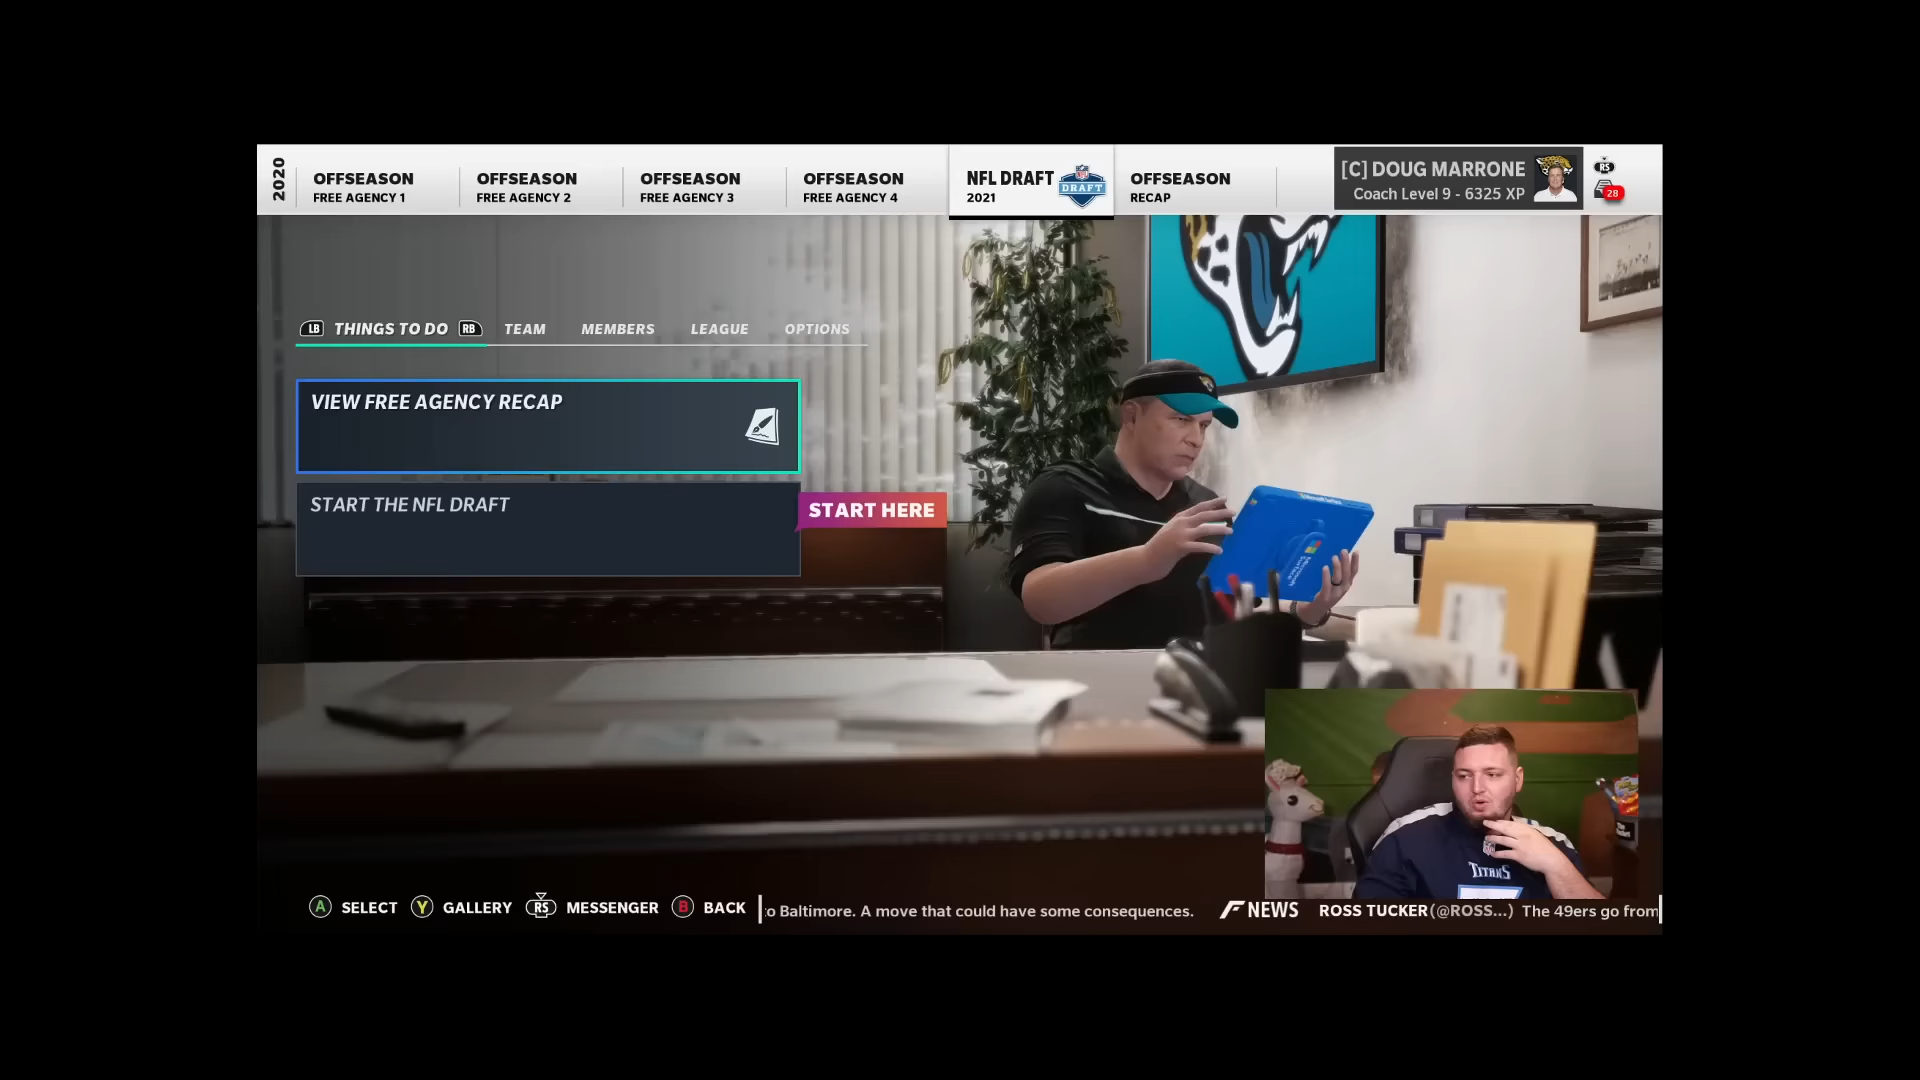 2020
OFFSEASON
FREE AGENCY 1
OFFSEASON
FREE AGENCY 2
OFFSEASON
FREE AGENCY 3
OFFSEASON
FREE AGENCY 4
NFL DRAFT
2021
DRAFT
OFFSEASON
RECAP
[C] DOUG MARRONE
Coach Level 9 - 6325 XP
RS
28
LB THINGS TO DO RB TEAM MEMBERS LEAGUE OPTIONS
VIEW FREE AGENCY RECAP
START THE NFL DRAFT
START HERE
Microsoft
Surface
TITANS
A SELECT Y GALLERY RS MESSENGER B BACK
o Baltimore. A move that could have some consequences. NEWS ROSS TUCKER(@ROSS...) The 49ers go from